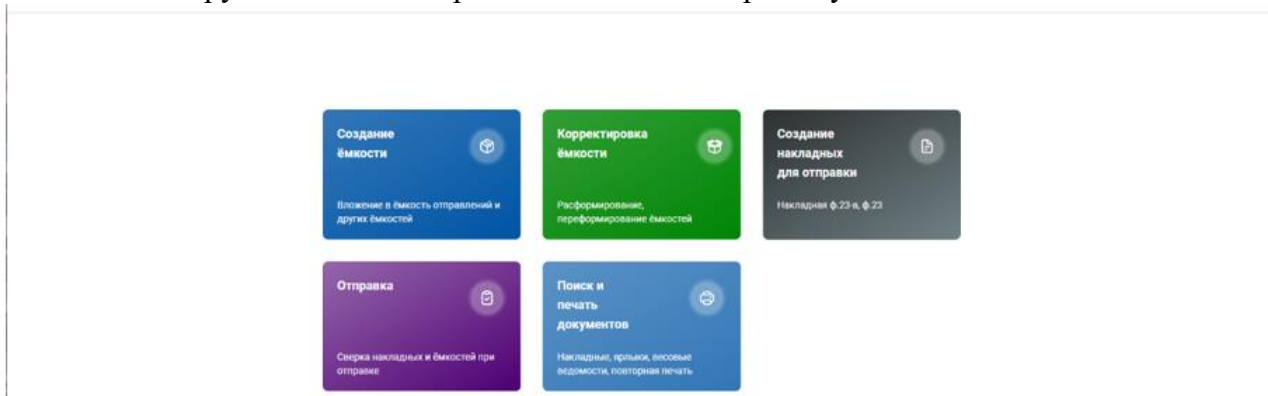 Создание
ёмкости
Вложение в ёмкость отправлений и
других ёмкостей
Корректировка
ёмкости
Расформирование,
переформирование ёмкостей
Создание
накладных
для отправки
Накладная ф.23-а, ф.23
Отправка
Сверка накладных и ёмкостей при
отправке
Поиск и
печать
документов
Накладные, ярлыки, весовые
ведомости, повторная печать